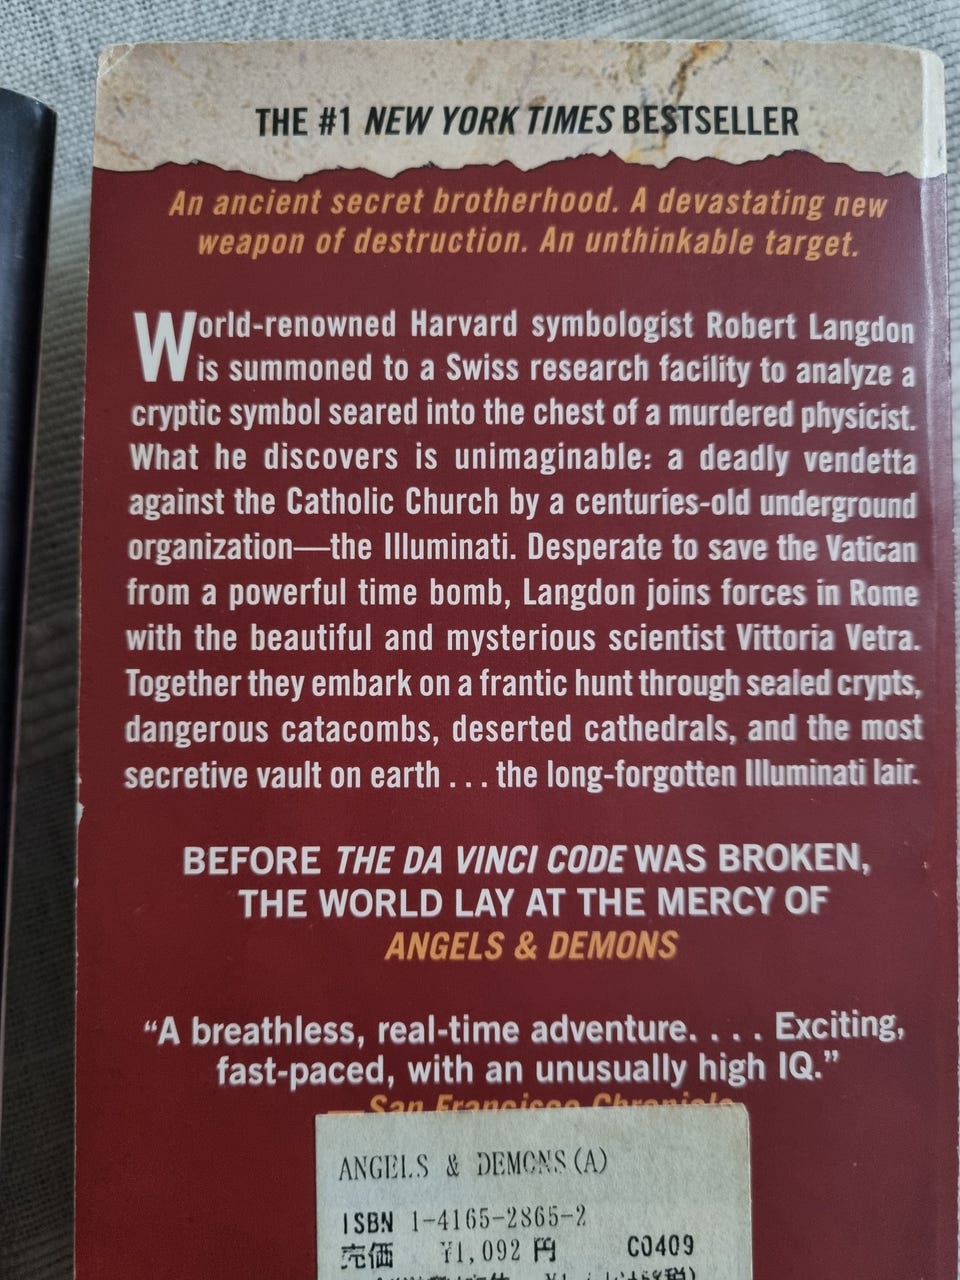 THE #1 NEW YORK TIMES BESTSELLER
An ancient secret brotherhood. A devastating new
weapon of destruction. An unthinkable target.
World-renowned Harvard symbologist Robert Langdon
is summoned to a Swiss research facility to analyze a
cryptic symbol seared into the chest of a murdered physicist.
What he discovers is unimaginable: a deadly vendetta
against the Catholic Church by a centuries-old underground
organization—the Illuminati. Desperate to save the Vatican
from a powerful time bomb, Langdon joins forces in Rome
with the beautiful and mysterious scientist Vittoria Vetra.
Together they embark on a frantic hunt through sealed crypts,
dangerous catacombs, deserted cathedrals, and the most
secretive vault on earth . . . the long-forgotten Illuminati lair.
BEFORE THE DA VINCI CODE WAS BROKEN,
THE WORLD LAY AT THE MERCY OF
ANGELS & DEMONS
“A breathless, real-time adventure. . . . Exciting,
fast-paced, with an unusually high IQ.”
—San Francisco Chronicle
ANGELS & DEMONS(A)
ISBN 1-4165-2865-2
売価 ¥1,092 円 C0409